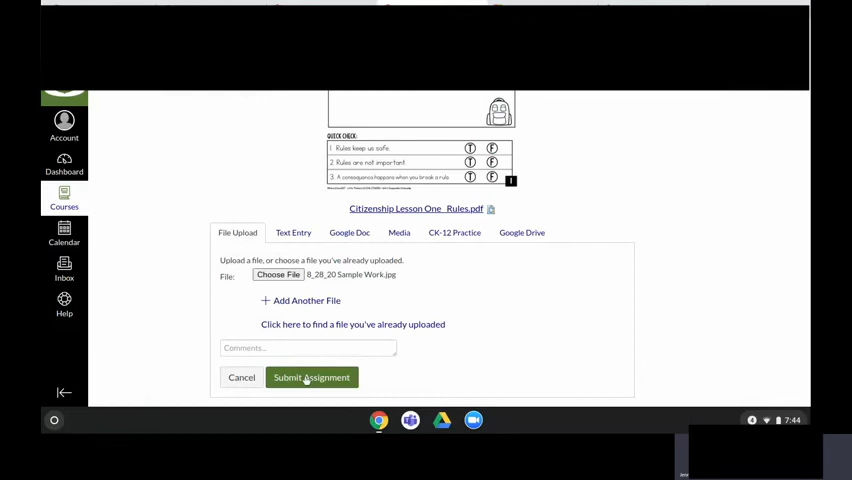 QUICK CHECK:
1. Rules keep us safe. T F
2. Rules are not important. T F
3. A consequence happens when you break a rule. T F
1
Citizenship Lesson One_Rules.pdf
Account
Dashboard
Courses
Calendar
Inbox
Help
File Upload Text Entry Google Doc Media CK-12 Practice Google Drive
Upload a file, or choose a file you've already uploaded.
File: Choose File 8_28_20 Sample Work.jpg
+ Add Another File
Click here to find a file you've already uploaded
Comments...
Cancel Submit Assignment
7:44